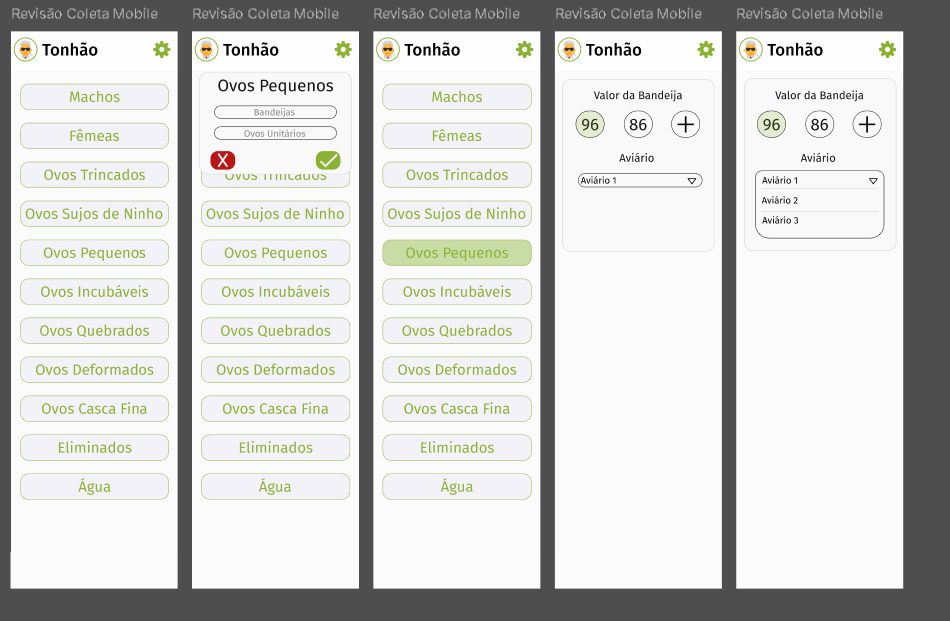 Revisão Coleta Mobile
Tonhão
Machos
Fêmeas
Ovos Trincados
Ovos Sujos de Ninho
Ovos Pequenos
Ovos Incubáveis
Ovos Quebrados
Ovos Deformados
Ovos Casca Fina
Eliminados
Água
Revisão Coleta Mobile
Tonhão
Ovos Pequenos
Bandeijas
Ovos Unitários
X
Ovos Trincados
Ovos Sujos de Ninho
Ovos Pequenos
Ovos Incubáveis
Ovos Quebrados
Ovos Deformados
Ovos Casca Fina
Eliminados
Água
Revisão Coleta Mobile
Tonhão
Machos
Fêmeas
Ovos Trincados
Ovos Sujos de Ninho
Ovos Pequenos
Ovos Incubáveis
Ovos Quebrados
Ovos Deformados
Ovos Casca Fina
Eliminados
Água
Revisão Coleta Mobile
Tonhão
Valor da Bandeija
96 86 +
Aviário
Aviário 1
Revisão Coleta Mobile
Tonhão
Valor da Bandeija
96 86 +
Aviário
Aviário 1
Aviário 2
Aviário 3